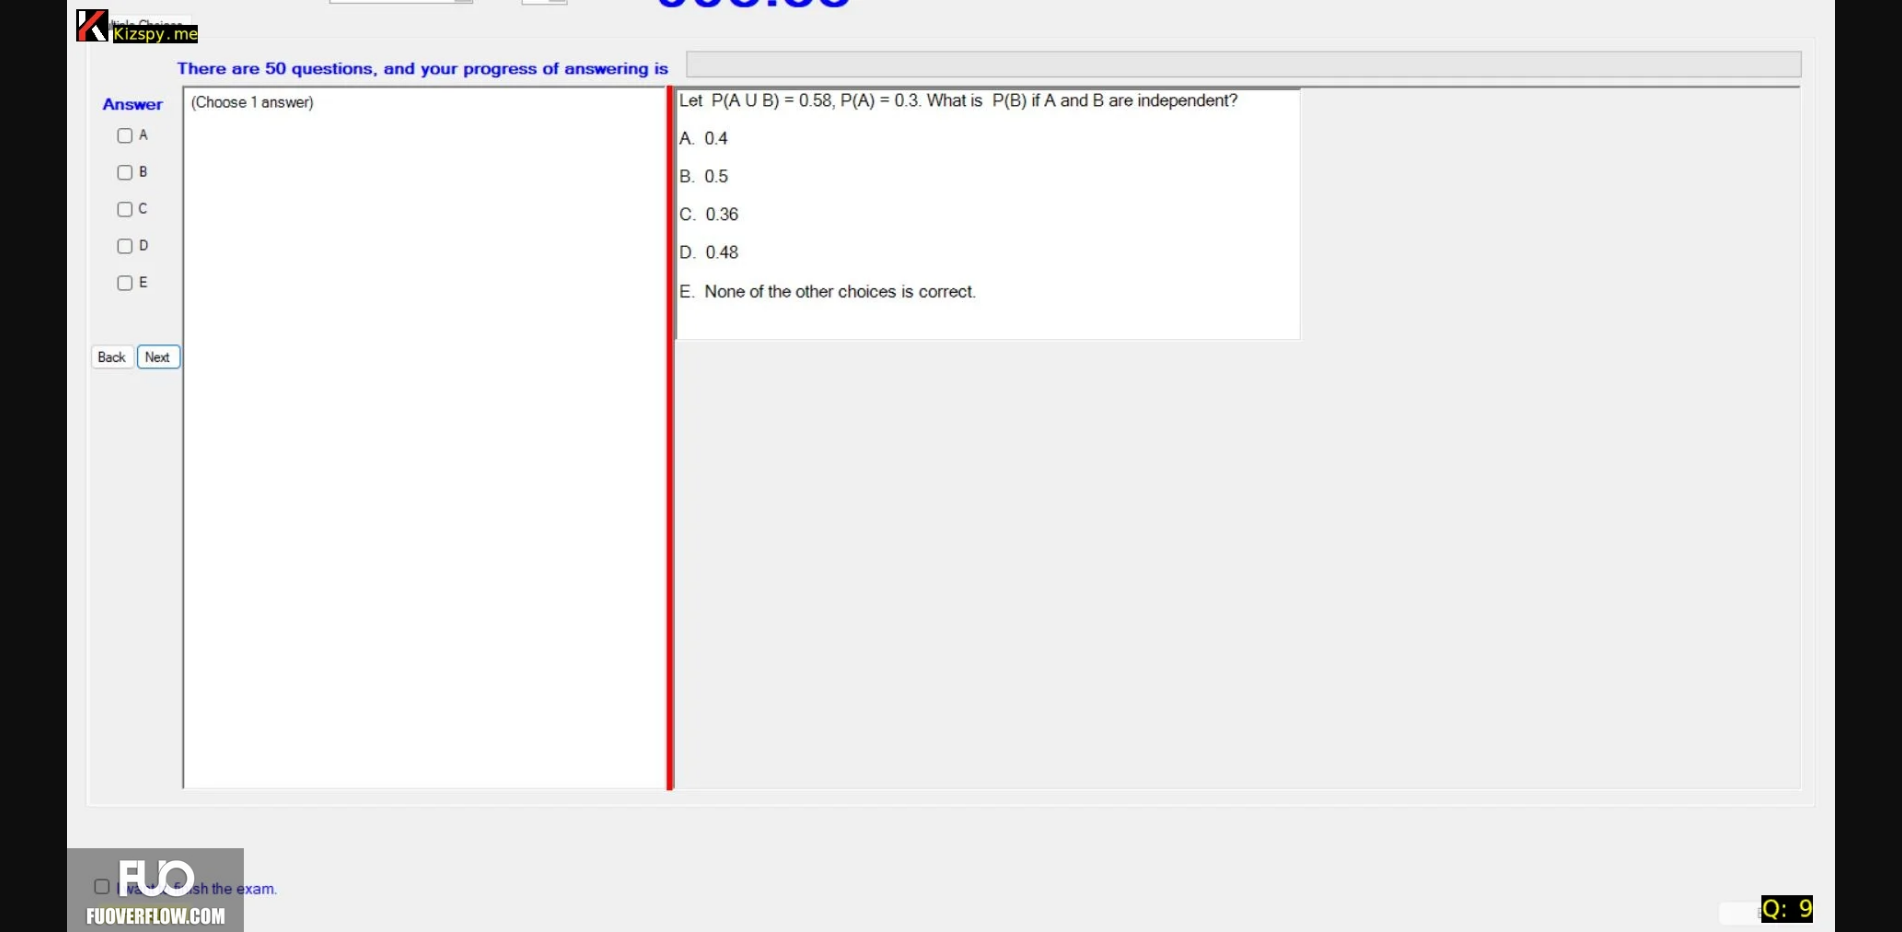 Kizspy.me
There are 50 questions, and your progress of answering is
Answer
(Choose 1 answer)
A
B
C
D
E
Back Next
Let P(A U B) = 0.58, P(A) = 0.3. What is P(B) if A and B are independent?
A. 0.4
B. 0.5
C. 0.36
D. 0.48
E. None of the other choices is correct.
FUO
sh the exam.
FUOVERFLOW.COM
Q: 9